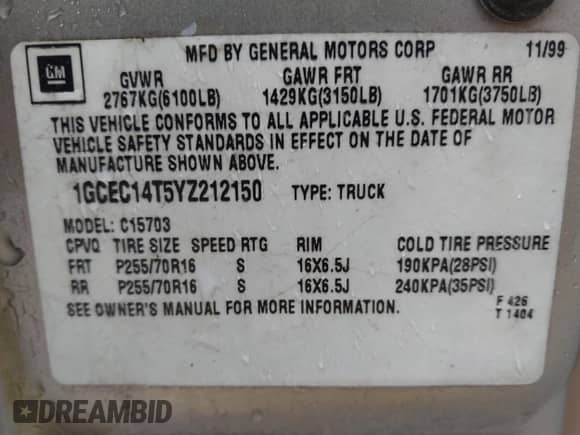 GM
MFD BY GENERAL MOTORS CORP 11/99
GVWR GAWR FRT GAWR RR
2767KG(6100LB) 1429KG(3150LB) 1701KG(3750LB)
THIS VEHICLE CONFORMS TO ALL APPLICABLE U.S. FEDERAL MOTOR
VEHICLE SAFETY STANDARDS IN EFFECT ON THE DATE OF
MANUFACTURE SHOWN ABOVE.
1GCEC14T5YZ212150 TYPE: TRUCK
MODEL: C15703
CPVQ TIRE SIZE SPEED RTG RIM COLD TIRE PRESSURE
FRT P255/70R16 S 16X6.5J 190KPA(28PSI)
RR P255/70R16 S 16X6.5J 240KPA(35PSI)
SEE OWNER'S MANUAL FOR MORE INFORMATION.
F 426
T 1404
DREAMBID